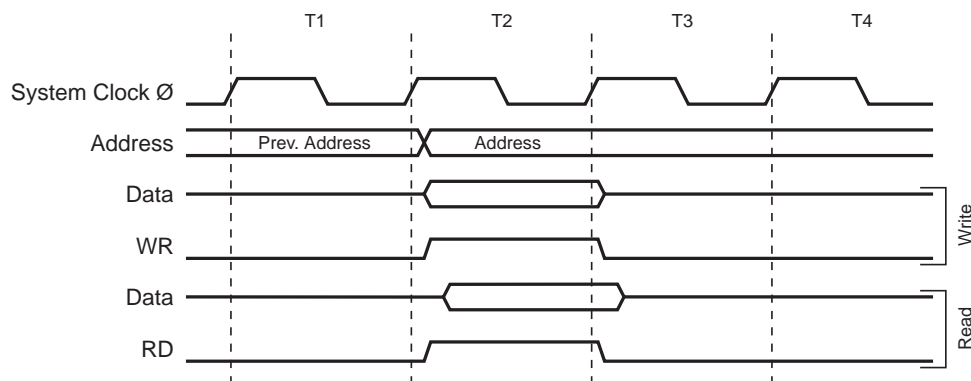 T1 T2 T3 T4
System Clock Ø
Address Prev. Address Address
Data
WR
Write
Data
RD
Read